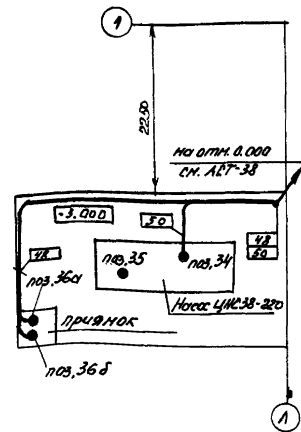 1
2250
на отм. 0.000
см. АСТ-38
-3.000
50
48
50
48
поз.35
поз.34
поз.36а
Насос ЦНС38-220
приямок
поз.36б
Л